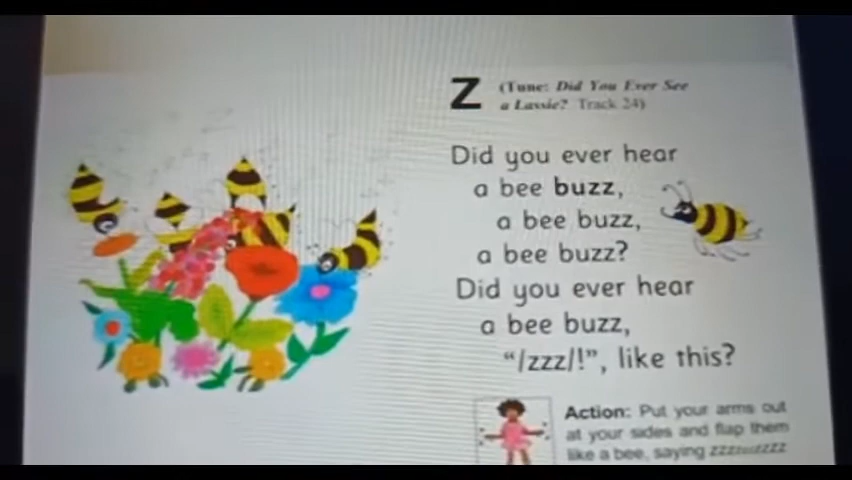 Z (Tune: Did You Ever See
a Lassie? Track 24)
Did you ever hear
a bee buzz,
a bee buzz,
a bee buzz?
Did you ever hear
a bee buzz,
“/zzz/!”, like this?
Action: Put your arms out
at your sides and flap them
like a bee, saying